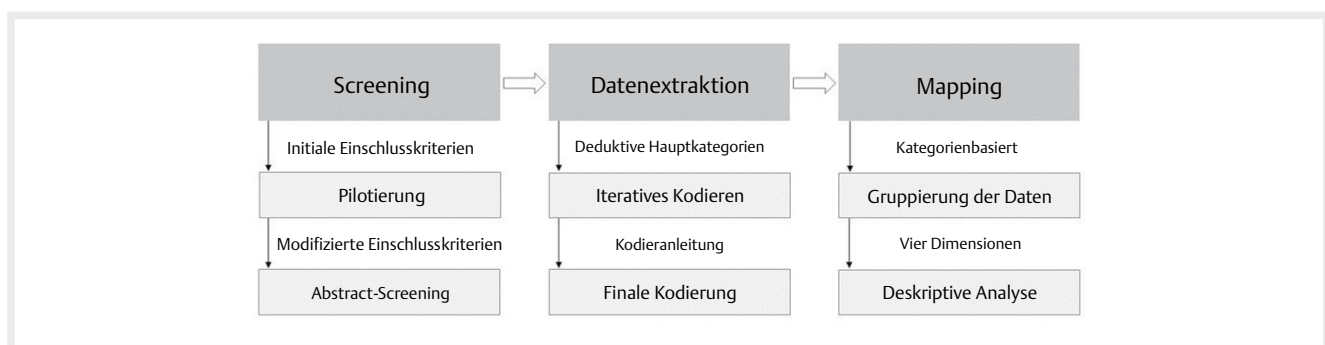 Screening
Initiale Einschlusskriterien
Pilotierung
Modifizierte Einschlusskriterien
Abstract-Screening
Datenextraktion
Deduktive Hauptkategorien
Iteratives Kodieren
Kodieranleitung
Finale Kodierung
Mapping
Kategorienbasiert
Gruppierung der Daten
Vier Dimensionen
Deskriptive Analyse